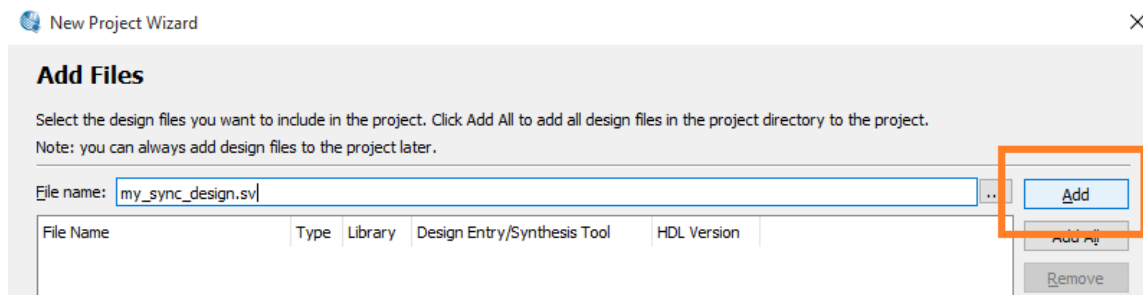 New Project Wizard
Add Files
Select the design files you want to include in the project. Click Add All to add all design files in the project directory to the project.
Note: you can always add design files to the project later.
File name: my_sync_design.sv ... Add
File Name Type Library Design Entry/Synthesis Tool HDL Version Add All
Remove